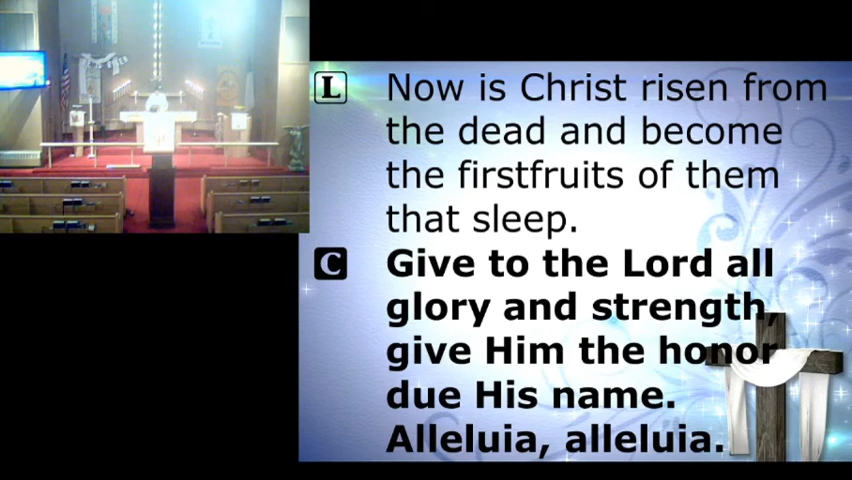 L Now is Christ risen from
the dead and become
the firstfruits of them
that sleep.
C Give to the Lord all
glory and strength,
give Him the honor
due His name.
Alleluia, alleluia.